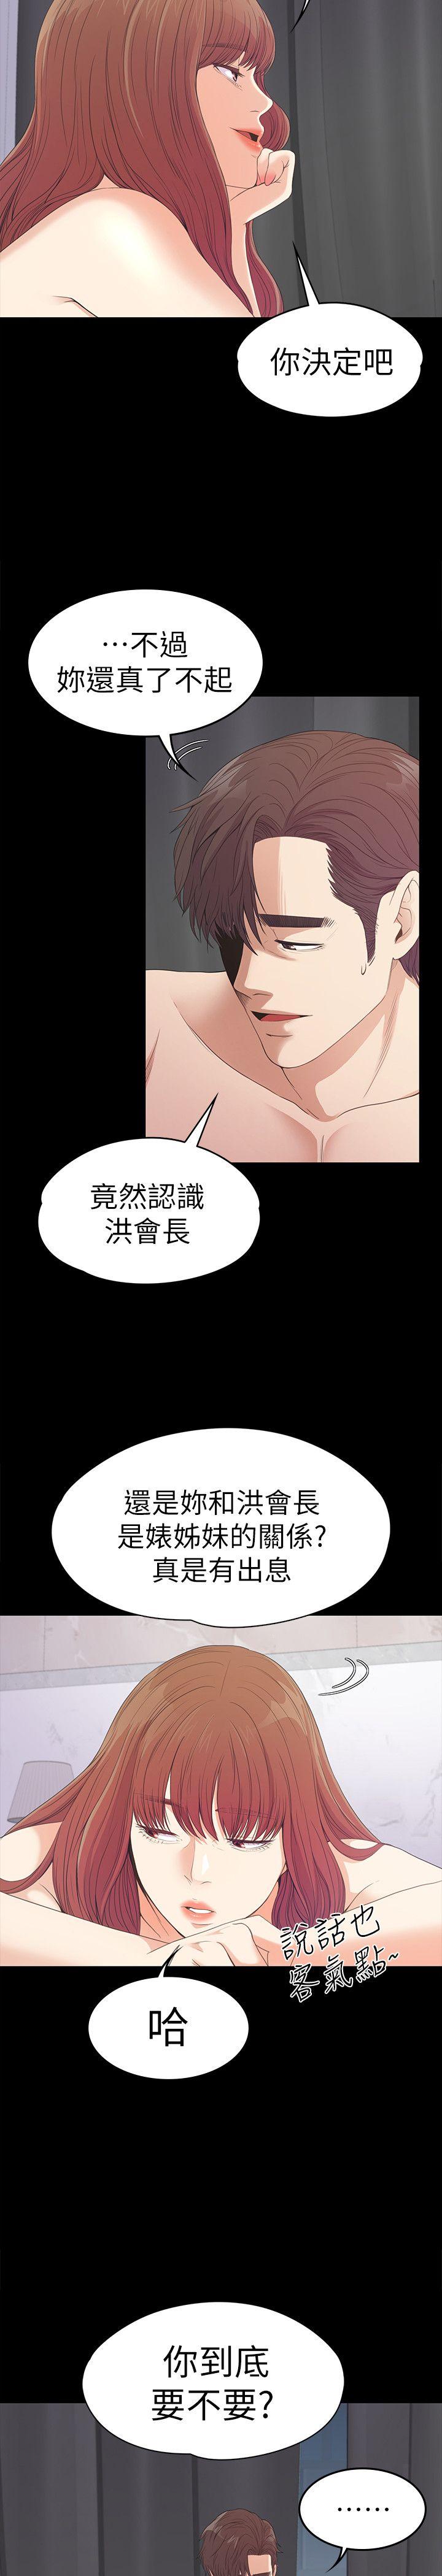 你決定吧
…不過
妳還真了不起
竟然認識
洪會長
還是妳和洪會長
是婊姊妹的關係?
真是有出息
說話也
客氣點~
哈
你到底
要不要?
……